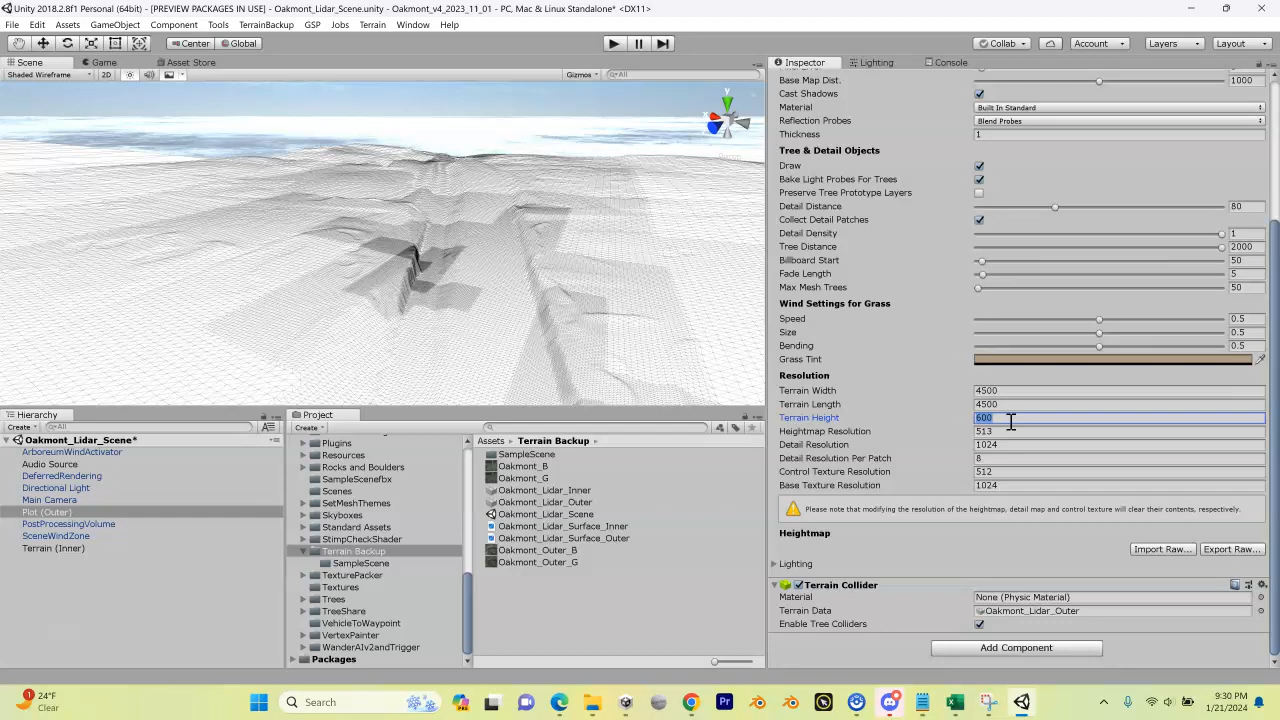 Unity 2018.2.8f1 Personal (64bit) - Oakmont_Lidar_Scene.unity - Oakmont_v4_2023_11_01 - PC, Mac & Linux Standalone* <DX11>
[PREVIEW PACKAGES IN USE]
File Edit Assets GameObject Component Tools TerrainBackup GSP Jobs Terrain Window Help
Center Global Collab Account Layers Layout
Scene Game Asset Store
Shaded Wireframe 2D Gizmos All
y
Inspector Lighting Console
Base Map Dist. 1000
Cast Shadows
Material Built In Standard
Reflection Probes Blend Probes
Thickness 1
Tree & Detail Objects
Draw
Bake Light Probes For Trees
Preserve Tree Prototype Layers
Detail Distance 80
Collect Detail Patches
Detail Density 1
Tree Distance 2000
Billboard Start 50
Fade Length 5
Max Mesh Trees 50
Wind Settings for Grass
Speed 0.5
Size 0.5
Bending 0.5
Grass Tint
Resolution
Terrain Width 4500
Terrain Length 4500
Terrain Height 600
Heightmap Resolution 513
Detail Resolution 1024
Detail Resolution Per Patch 8
Control Texture Resolution 512
Base Texture Resolution 1024
Please note that modifying the resolution of the heightmap, detail map and control texture will clear their contents, respectively.
Heightmap
Import Raw... Export Raw...
Lighting
Terrain Collider
Material None (Physic Material)
Terrain Data Oakmont_Lidar_Outer
Enable Tree Colliders
Add Component
Hierarchy
Create All
Oakmont_Lidar_Scene*
ArboreumWindActivator
Audio Source
DeferredRendering
Directional Light
Main Camera
Plot (Outer)
PostProcessingVolume
SceneWindZone
Terrain (Inner)
Project
Create
Plugins
Resources
Rocks and Boulders
SampleScenefbx
Scenes
SetMeshThemes
Skyboxes
Standard Assets
StimpCheckShader
Terrain Backup
SampleScene
TexturePacker
Textures
Trees
TreeShare
VehicleToWaypoint
VertexPainter
WanderAIv2andTrigger
Packages
Assets Terrain Backup
SampleScene
Oakmont_B
Oakmont_G
Oakmont_Lidar_Inner
Oakmont_Lidar_Outer
Oakmont_Lidar_Scene
Oakmont_Lidar_Surface_Inner
Oakmont_Lidar_Surface_Outer
Oakmont_Outer_B
Oakmont_Outer_G
1
24°F
Clear
Search
Pr
9:30 PM
1/21/2024